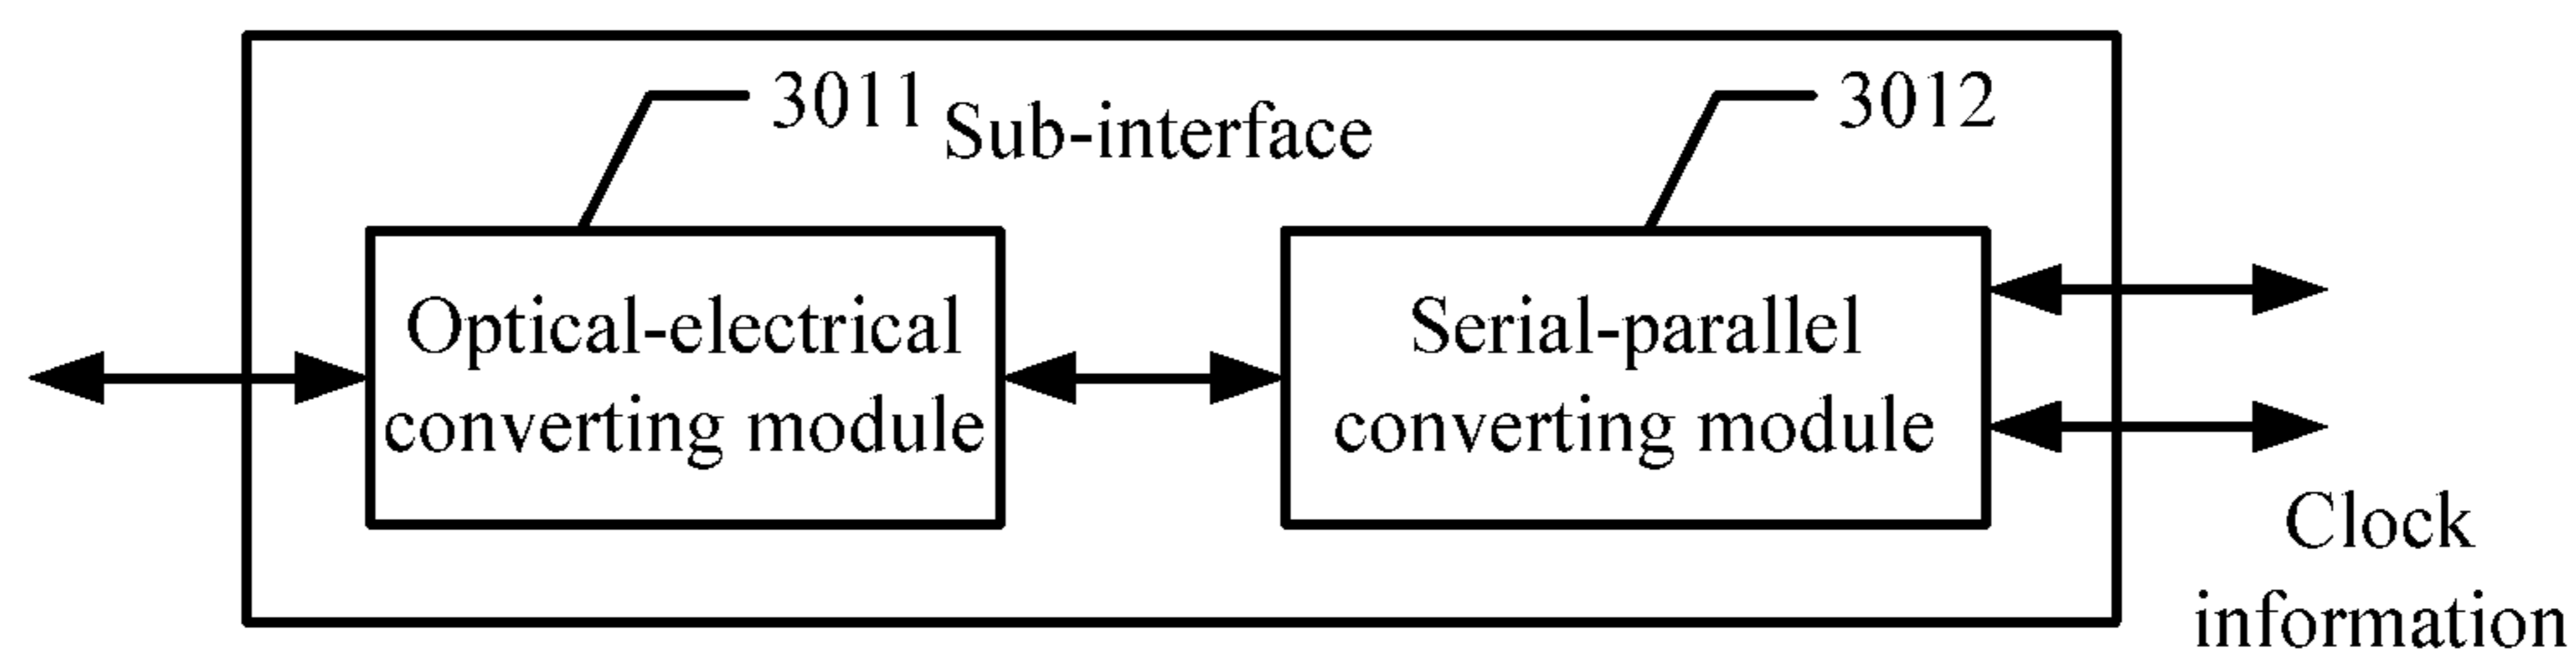 3011
Sub-interface
3012
Optical-electrical
converting module
Serial-parallel
converting module
Clock
information